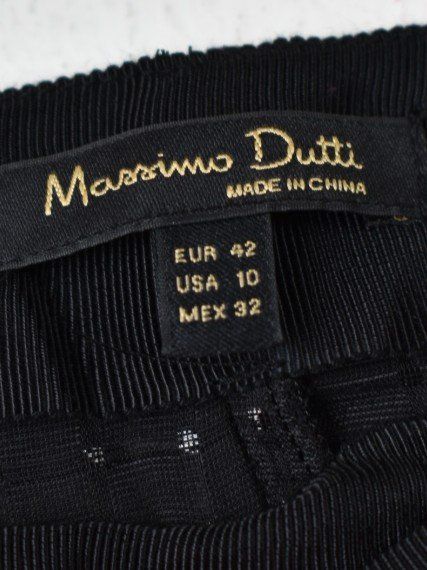 Massimo Dutti
MADE IN CHINA
EUR 42
USA 10
MEX 32